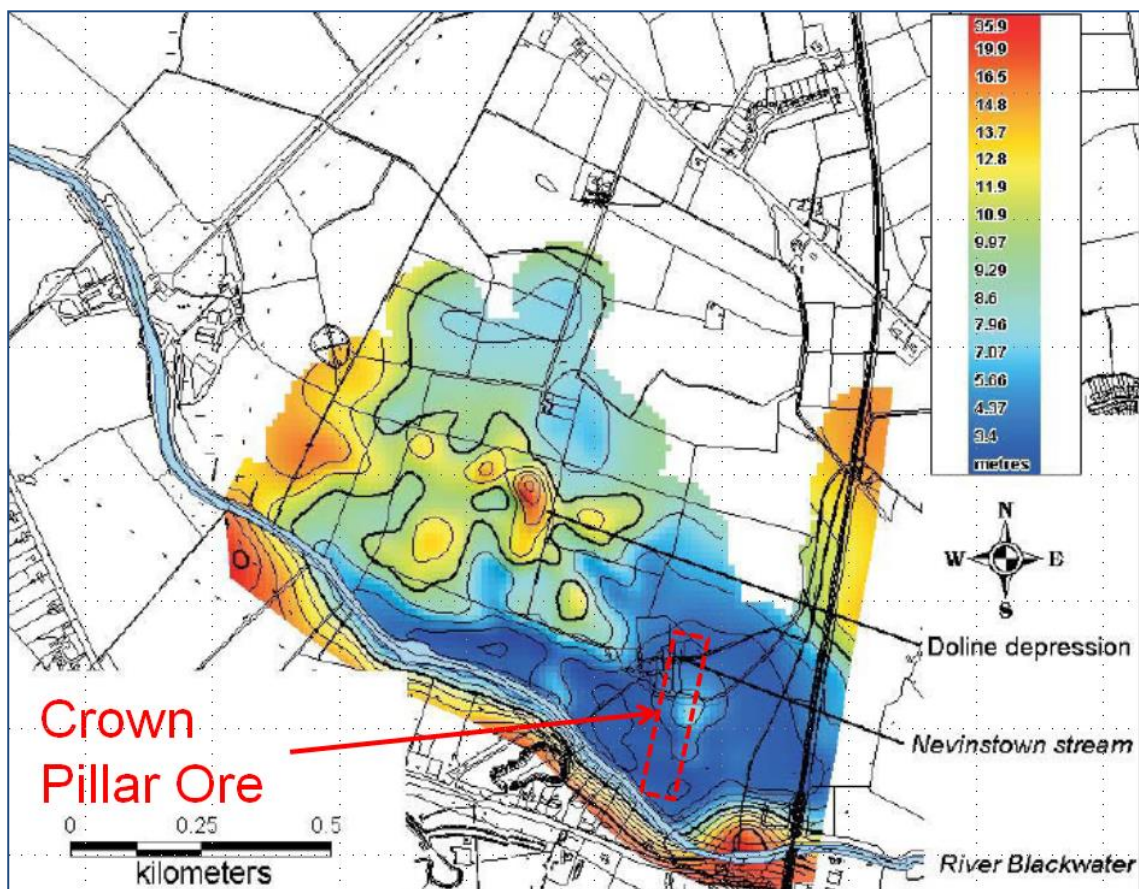 35.9
19.9
16.5
14.8
13.7
12.8
11.9
10.9
9.97
9.29
8.6
7.96
7.07
5.66
4.37
3.4
metres
N
W E
S
Doline depression
Nevinstown stream
River Blackwater
Crown
Pillar Ore
0 0.25 0.5
kilometers